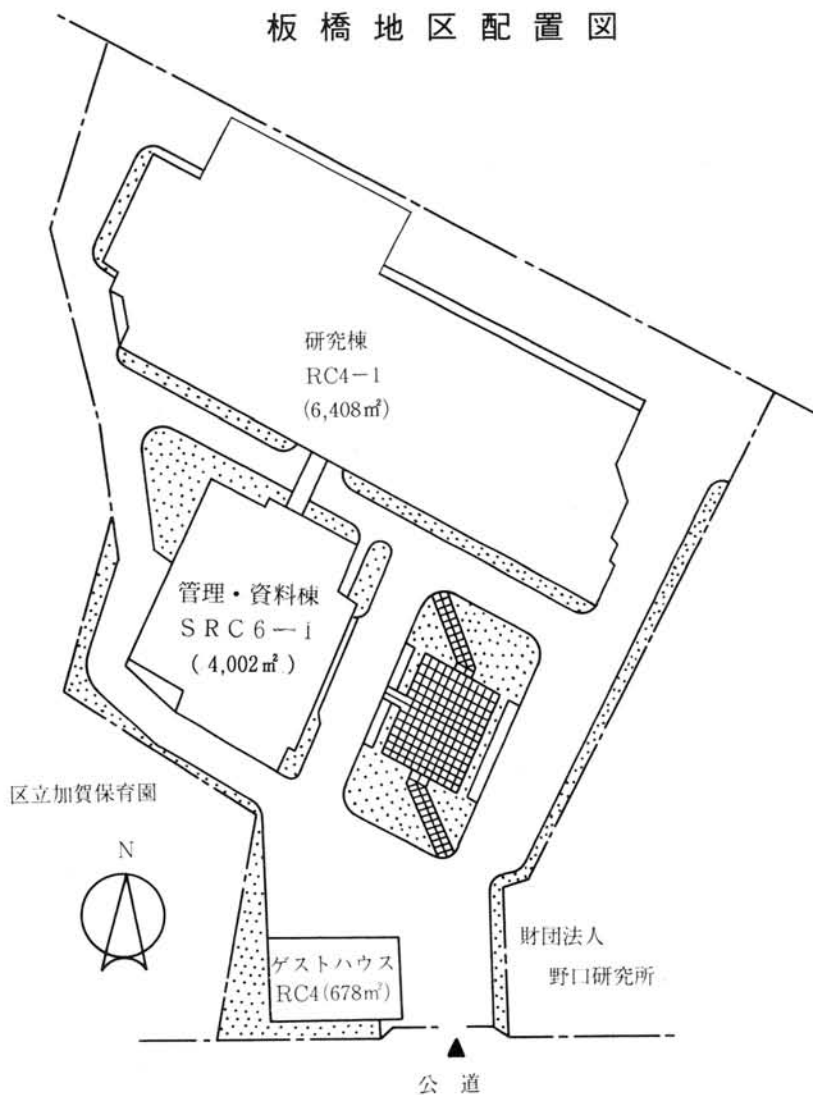 板橋地区配置図
研究棟
RC4-1
(6,408㎡)
管理・資料棟
SRC6-1
(4,002㎡)
区立加賀保育園
N
財団法人
野口研究所
ゲストハウス
RC4(678㎡)
公道